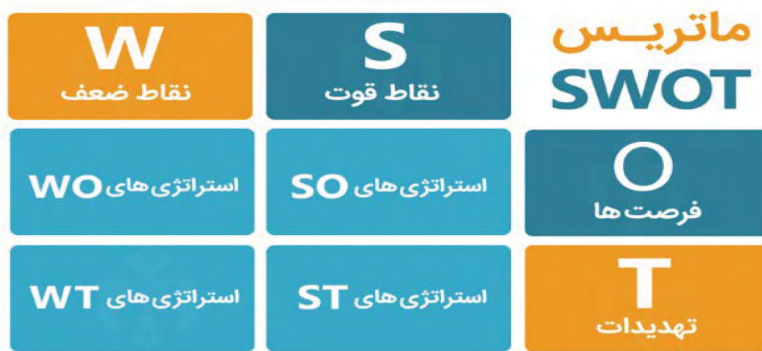 ماتریس
SWOT
S
نقاط قوت
W
نقاط ضعف
O
فرصت ها
استراتژی‌های SO
استراتژی‌های WO
T
تهدیدات
استراتژی‌های ST
استراتژی‌های WT